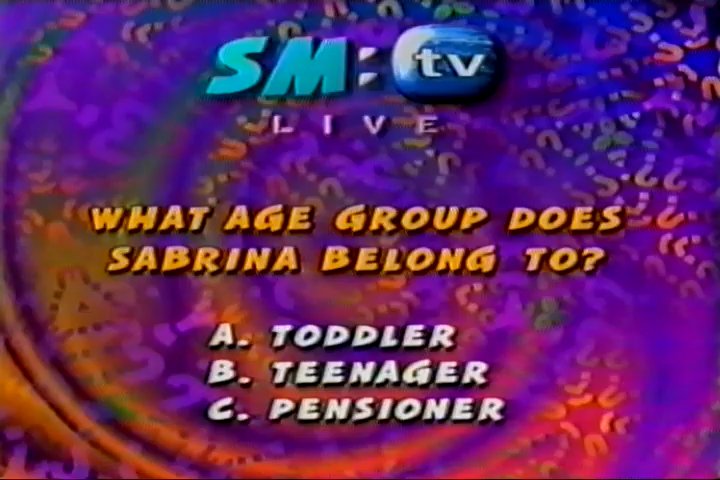 SM:tv
LIVE
WHAT AGE GROUP DOES
SABRINA BELONG TO?
A. TODDLER
B. TEENAGER
C. PENSIONER